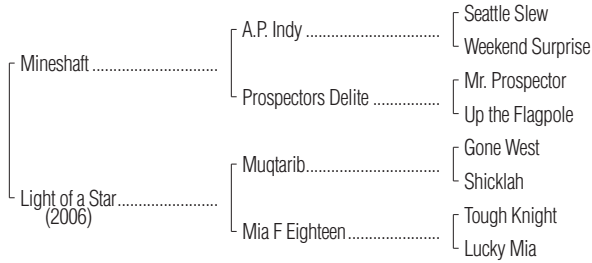 Seattle Slew
A.P. Indy ..............................
Weekend Surprise
Mineshaft ............................
Mr. Prospector
Prospectors Delite ...............
Up the Flagpole
Gone West
Muqtarib..............................
Shicklah
Light of a Star......................
(2006)
Tough Knight
Mia F Eighteen.....................
Lucky Mia